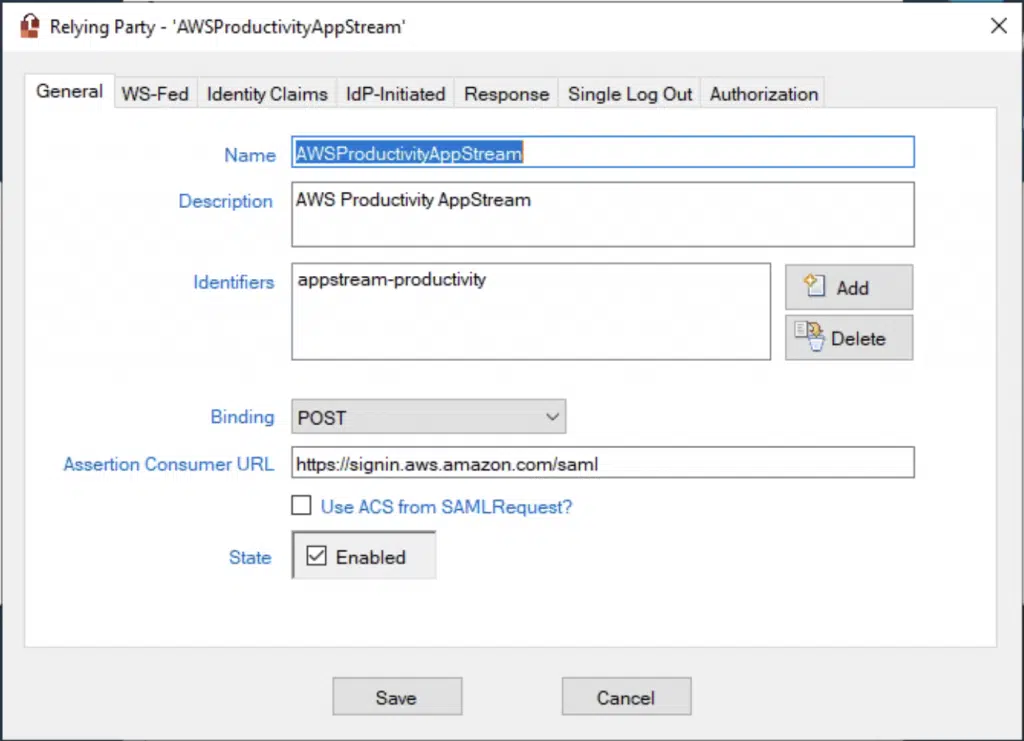 Relying Party - 'AWSProductivityAppStream'
General WS-Fed Identity Claims IdP-Initiated Response Single Log Out Authorization
Name AWSProductivityAppStream
Description AWS Productivity AppStream
Identifiers appstream-productivity Add
Delete
Binding POST
Assertion Consumer URL https://signin.aws.amazon.com/saml
Use ACS from SAMLRequest?
State Enabled
Save Cancel